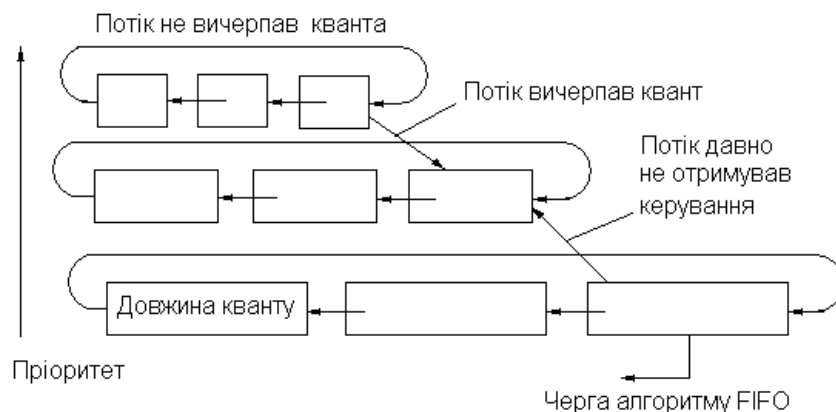 Потік не вичерпав кванта
Потік вичерпав квант
Потік давно
не отримував
керування
Довжина кванту
Пріоритет
Черга алгоритму FIFO